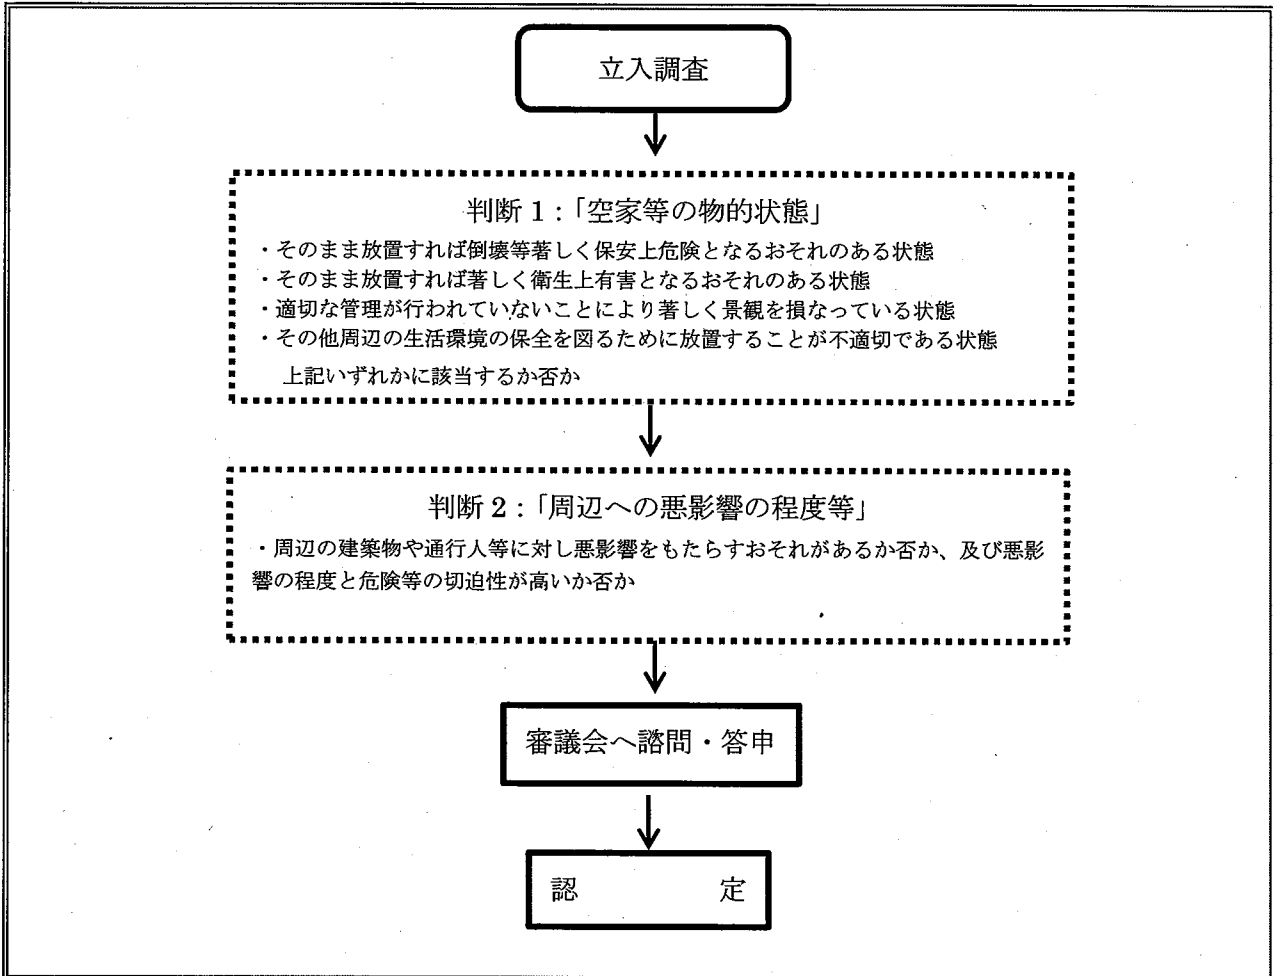 立入調査
判断1:「空家等の物的状態」
・そのまま放置すれば倒壊等著しく保安上危険となるおそれのある状態
・そのまま放置すれば著しく衛生上有害となるおそれのある状態
・適切な管理が行われていないことにより著しく景観を損なっている状態
・その他周辺の生活環境の保全を図るために放置することが不適切である状態
上記いずれかに該当するか否か
判断2:「周辺への悪影響の程度等」
・周辺の建築物や通行人等に対し悪影響をもたらすおそれがあるか否か、及び悪影
響の程度と危険等の切迫性が高いか否か
審議会へ諮問・答申
認　　　　　定